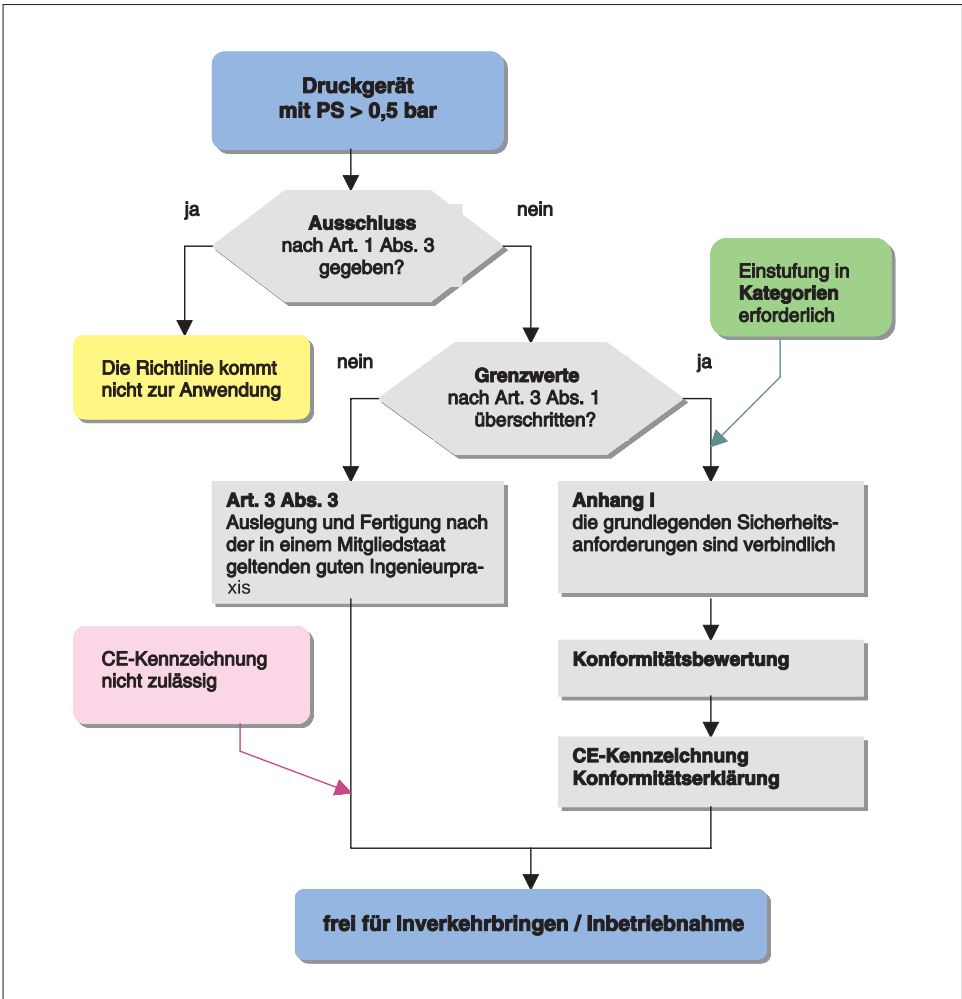 Druckgerät
mit PS > 0,5 bar
ja
nein
Ausschluss
nach Art. 1 Abs. 3
gegeben?
Einstufung in
Kategorien
erforderlich
Die Richtlinie kommt
nicht zur Anwendung
nein
ja
Grenzwerte
nach Art. 3 Abs. 1
überschritten?
Art. 3 Abs. 3
Auslegung und Fertigung nach
der in einem Mitgliedstaat
geltenden guten Ingenieurpra-
xis
Anhang I
die grundlegenden Sicherheits-
anforderungen sind verbindlich
CE-Kennzeichnung
nicht zulässig
Konformitätsbewertung
CE-Kennzeichnung
Konformitätserklärung
frei für Inverkehrbringen / Inbetriebnahme